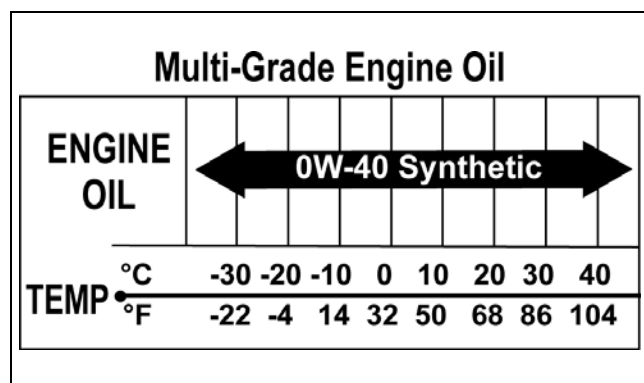 Multi-Grade Engine Oil
ENGINE
OIL
0W-40 Synthetic
°C -30 -20 -10 0 10 20 30 40
TEMP
°F -22 -4 14 32 50 68 86 104